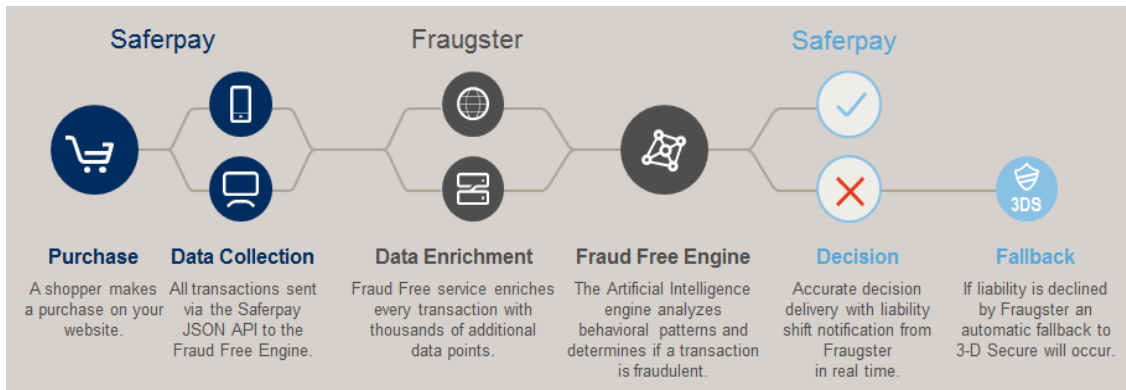 Saferpay
Fraugster
Saferpay
3DS
Purchase
A shopper makes
a purchase on your
website.
Data Collection
All transactions sent
via the Saferpay
JSON API to the
Fraud Free Engine.
Data Enrichment
Fraud Free service enriches
every transaction with
thousands of additional
data points.
Fraud Free Engine
The Artificial Intelligence
engine analyzes
behavioral patterns and
determines if a transaction
is fraudulent.
Decision
Accurate decision
delivery with liability
shift notification from
Fraugster
in real time.
Fallback
If liability is declined
by Fraugster an
automatic fallback to
3-D Secure will occur.